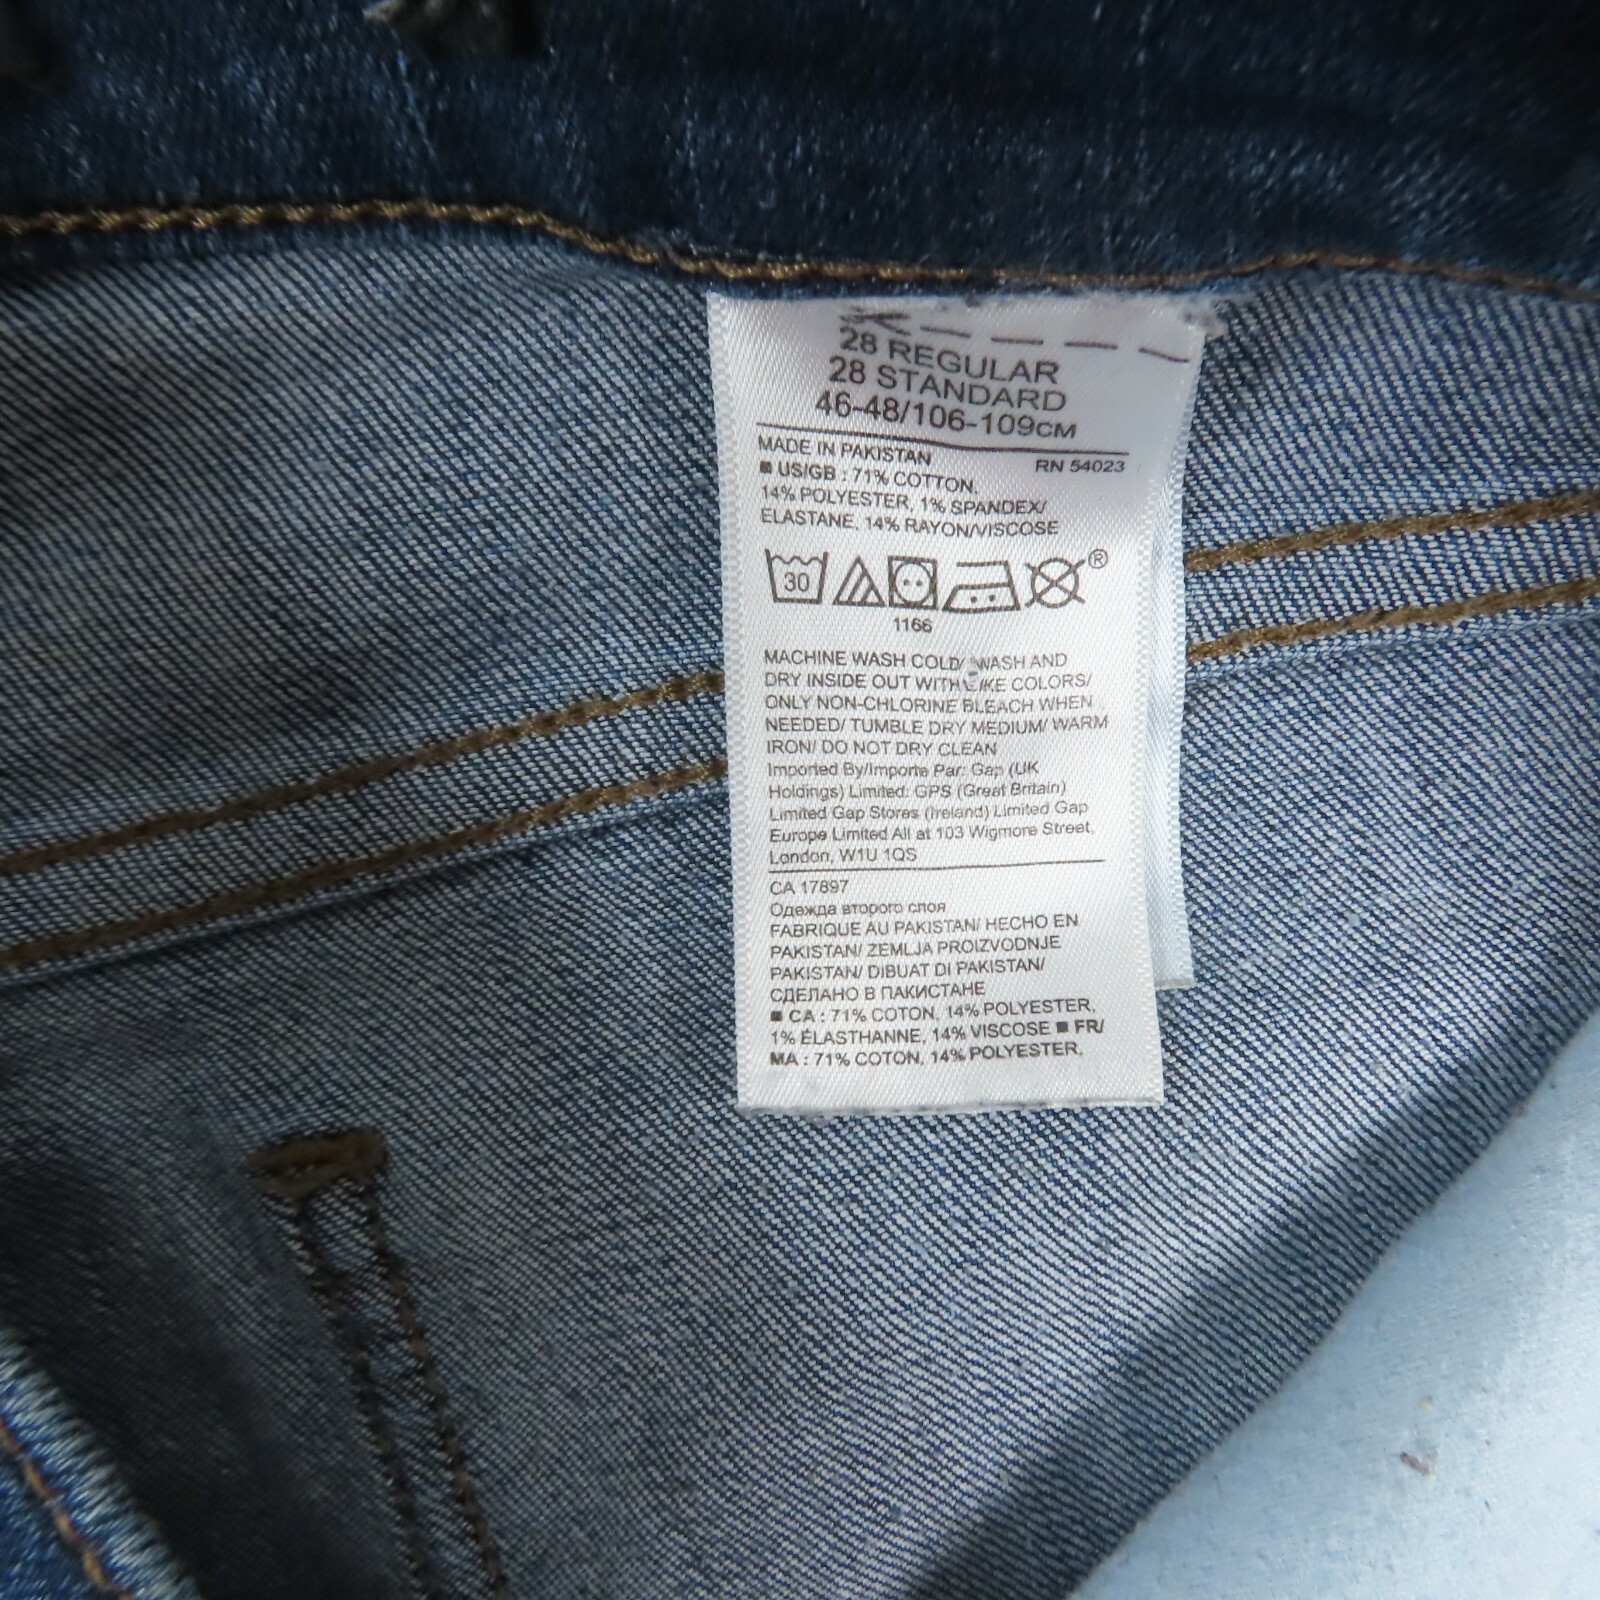 28 REGULAR
28 STANDARD
46-48/106-109CM
MADE IN PAKISTAN RN 54023
■ US/GB : 71% COTTON,
14% POLYESTER, 1% SPANDEX/
ELASTANE, 14% RAYON/VISCOSE
30 ®
1166
MACHINE WASH COLD/ WASH AND
DRY INSIDE OUT WITH LIKE COLORS/
ONLY NON-CHLORINE BLEACH WHEN
NEEDED/ TUMBLE DRY MEDIUM/ WARM
IRON/ DO NOT DRY CLEAN
Imported By/Importe Par: Gap (UK
Holdings) Limited: GPS (Great Britain)
Limited Gap Stores (Ireland) Limited Gap
Europe Limited All at 103 Wigmore Street,
London, W1U 1QS
CA 17897
Одежда второго слоя
FABRIQUE AU PAKISTAN/ HECHO EN
PAKISTAN/ ZEMLJA PROIZVODNJE
PAKISTAN/ DIBUAT DI PAKISTAN/
СДЕЛАНО В ПАКИСТАНЕ
■ CA : 71% COTON, 14% POLYESTER,
1% ÉLASTHANNE, 14% VISCOSE ■ FR/
MA : 71% COTON, 14% POLYESTER,